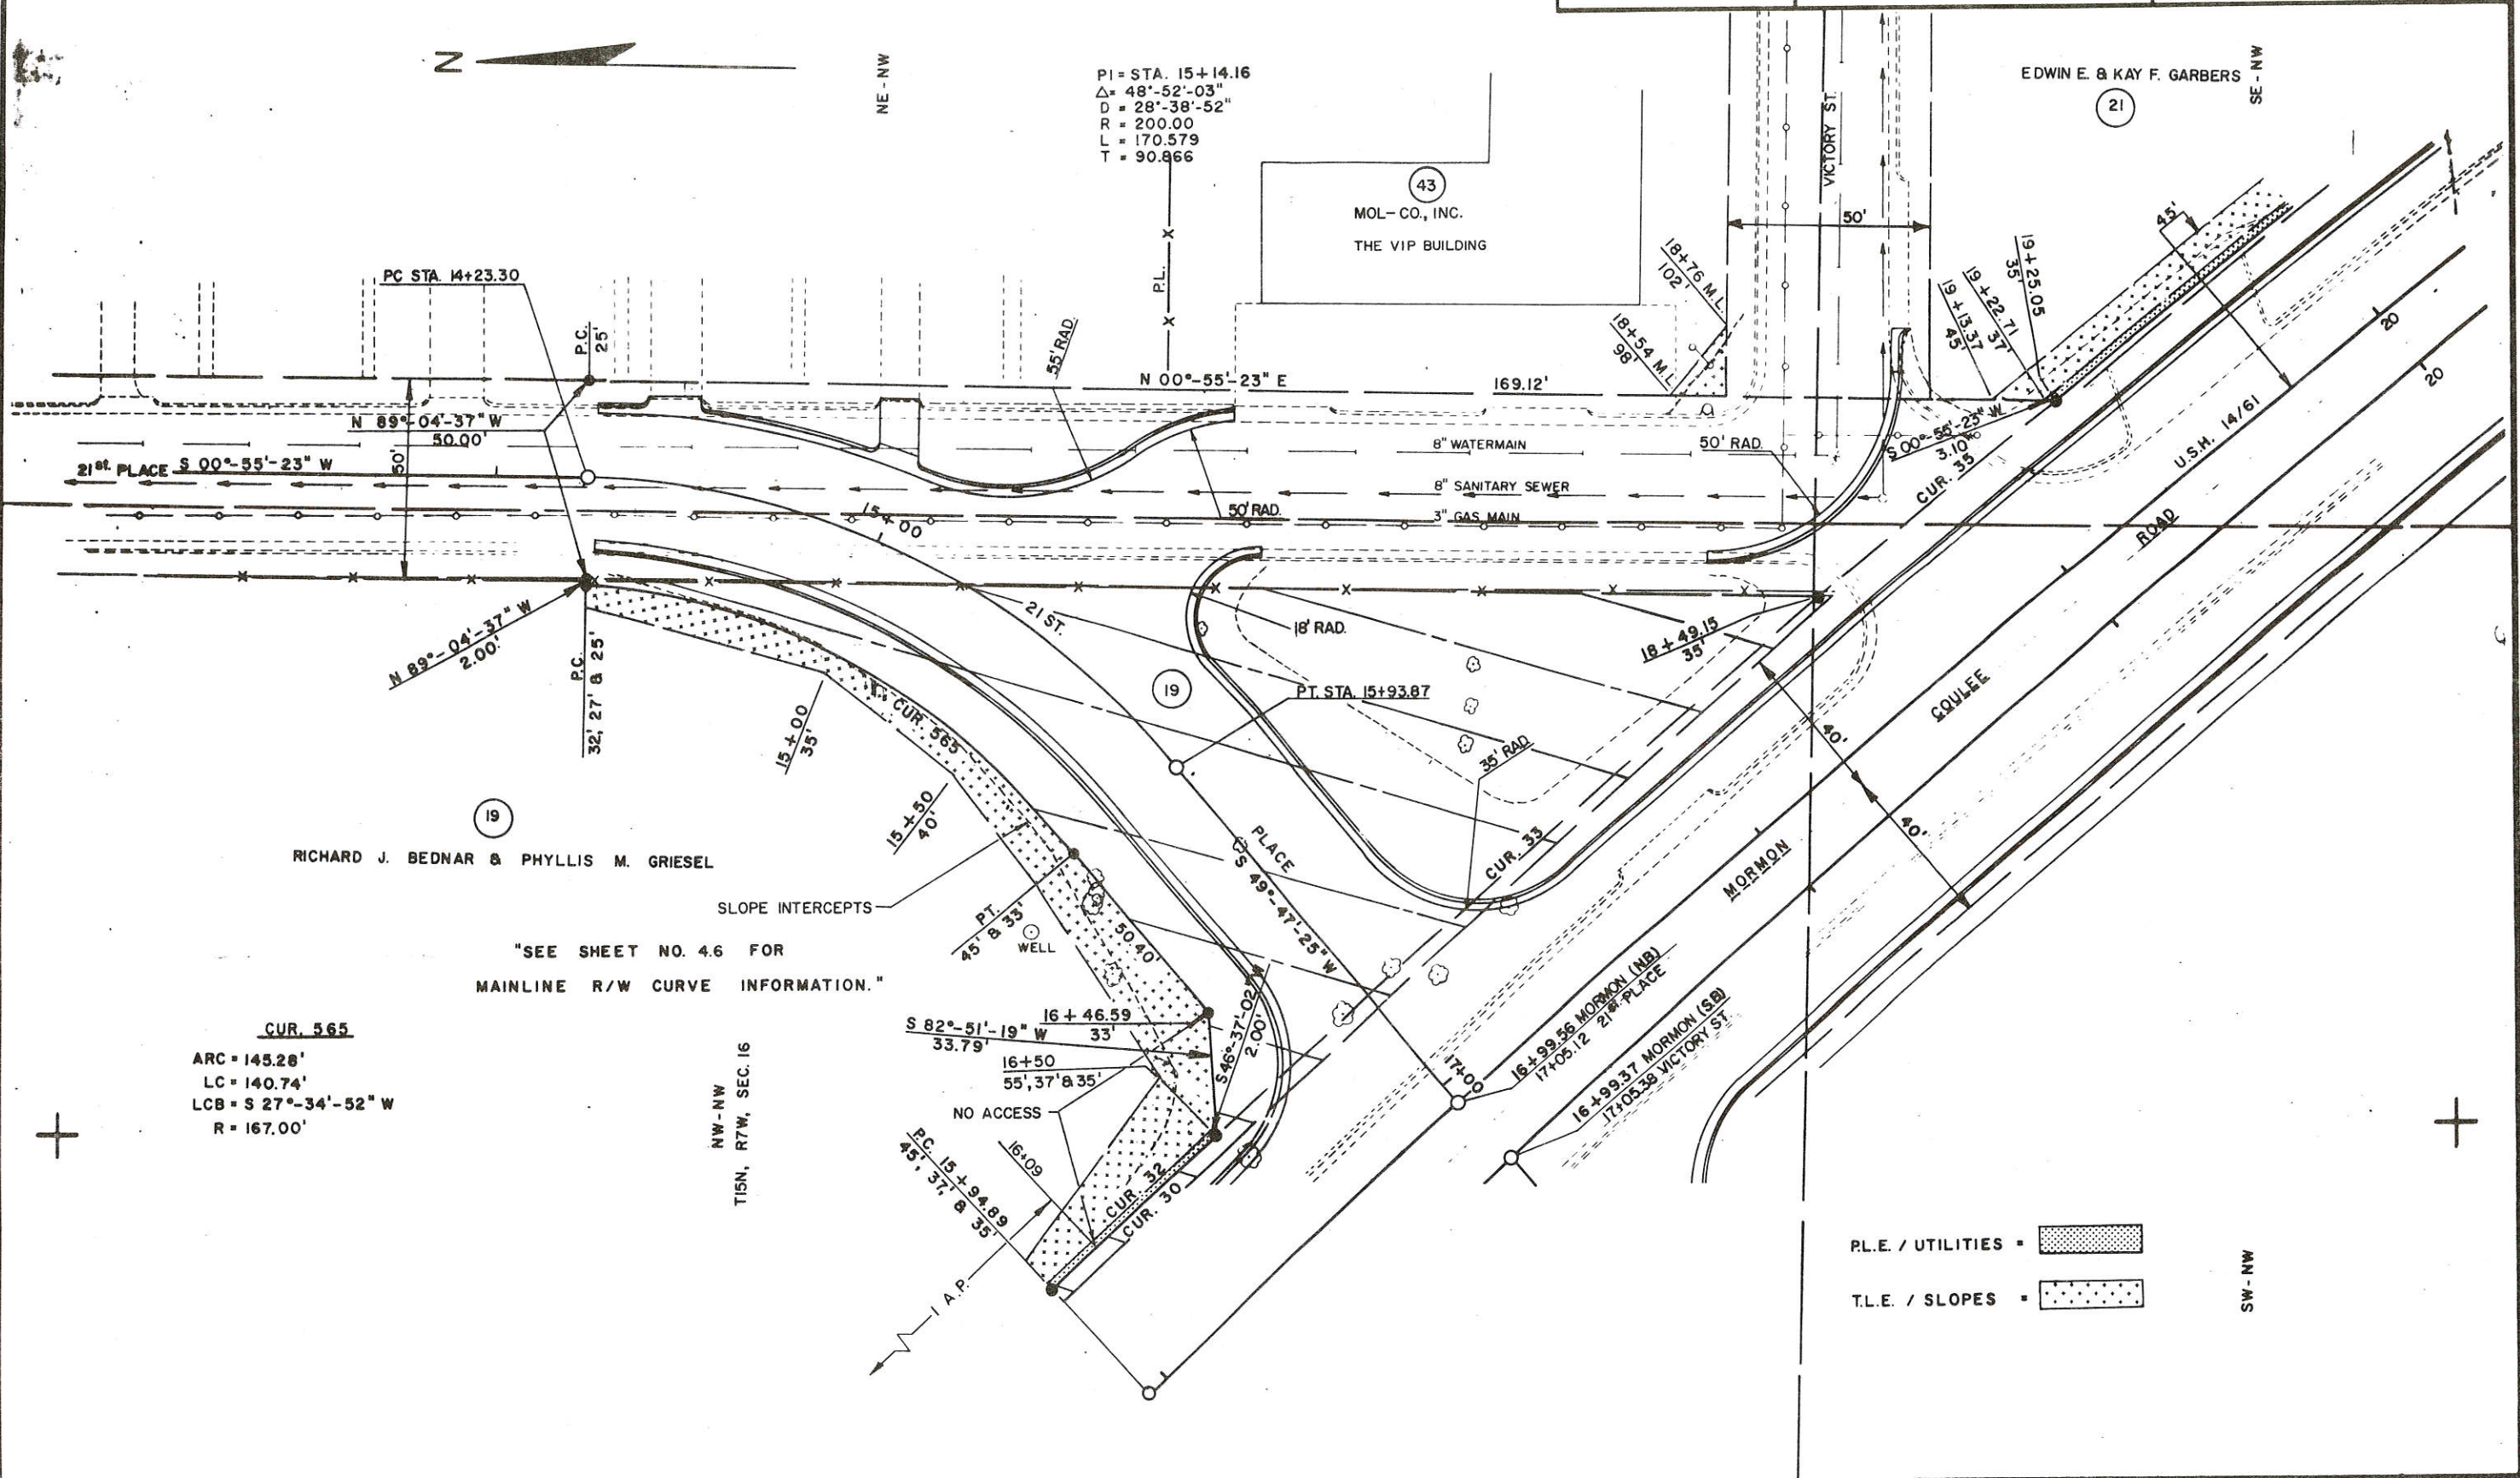 N
NE-NW
PI = STA. 15+14.16
Δ= 48°-52'-03"
D = 28°-38'-52"
R = 200.00
L = 170.579
T = 90.866
VICTORY ST.
EDWIN E. & KAY F. GARBERS
21
SE-NW
43
MOL-CO., INC.
THE VIP BUILDING
50'
45'
PC STA. 14+23.30
P.C.
25'
P.L.
55' RAD.
18+76 M.L.
102'
18+54 M.L.
98'
19+25.05
35'
19+22.71
37'
19+13.37
45'
20
20
N 00°-55'-23" E
169.12'
N 89°-04'-37" W
50.00'
50'
21st. PLACE S 00°-55'-23" W
8" WATERMAIN
50' RAD.
S 00°-55'-23" W
3.10'
CUR. 35
U.S.H. 14/61
8" SANITARY SEWER
50' RAD.
3" GAS MAIN
15+00
ROAD
N 89°-04'-37" W
2.00'
P.C.
32', 27' & 25'
21 ST.
18' RAD.
18+49.15
35'
19
PT. STA. 15+93.87
COULEE
CUR. 565
15+00
35'
40'
40'
35' RAD.
15+50
40'
19
RICHARD J. BEDNAR & PHYLLIS M. GRIESEL
PLACE
S 49°-47'-25" W
CUR. 33
MORMON
SLOPE INTERCEPTS
PT.
45' & 33'
WELL
50.40'
"SEE SHEET NO. 4.6 FOR
MAINLINE R/W CURVE INFORMATION."
S 82°-51'-19" W
33.79'
16+46.59
33'
S 46°-37'-02" W
2.00'
16+50
55', 37' & 35'
NO ACCESS
17+00
16+99.56 MORMON (N.B)
17+05.12 21st. PLACE
16+99.37 MORMON (S.B)
17+05.38 VICTORY ST.
CUR. 565
ARC = 145.28'
LC = 140.74'
LCB = S 27°-34'-52" W
R = 167.00'
NW-NW
T15N, R7W, SEC. 16
P.C. 15+94.89
45', 37', & 35'
16+09
CUR. 32
CUR. 30
1 A.P.
P.L.E. / UTILITIES =
T.L.E. / SLOPES =
SW-NW